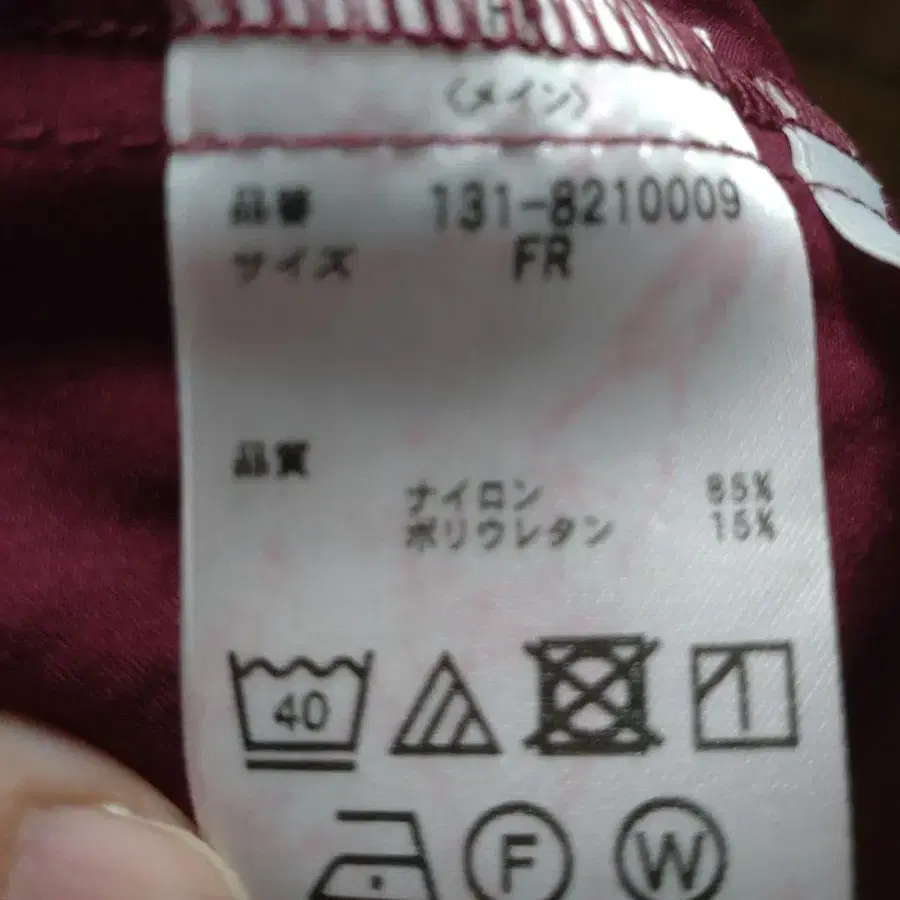 〈メイン〉
品番 131-8210009
サイズ FR
品質
ナイロン 85%
ポリウレタン 15%
40
F W